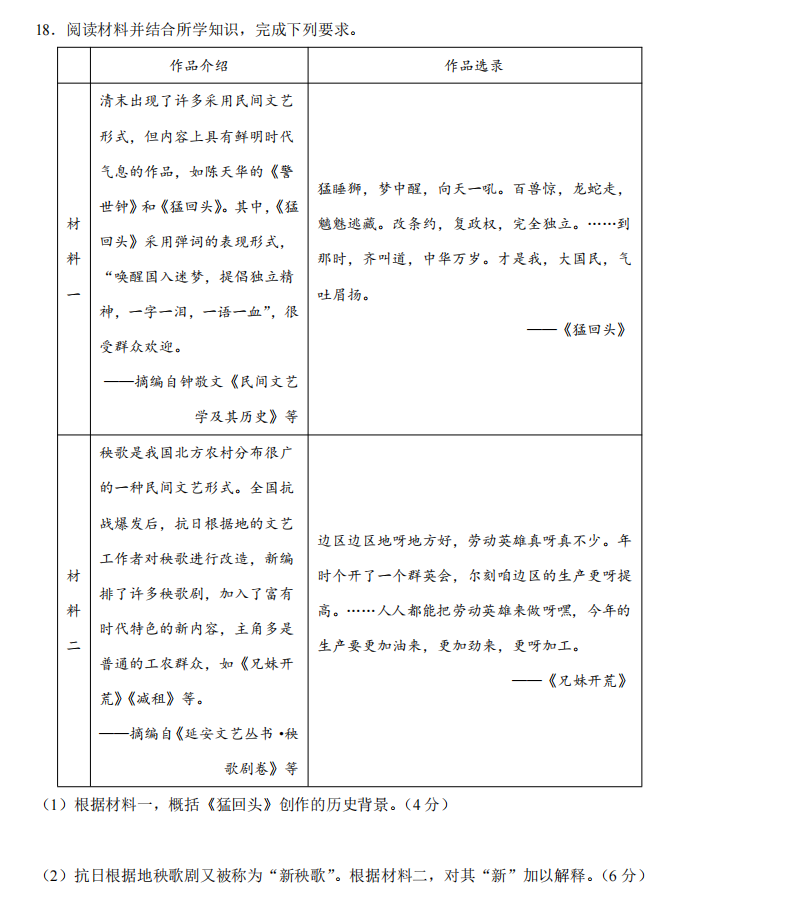 18．阅读材料并结合所学知识，完成下列要求。
作品介绍
作品选录
材
料
一
清末出现了许多采用民间文艺
形式，但内容上具有鲜明时代
气息的作品，如陈天华的《警
世钟》和《猛回头》。其中，《猛
回头》采用弹词的表现形式，
“唤醒国人迷梦，提倡独立精
神，一字一泪，一语一血”，很
受群众欢迎。
——摘编自钟敬文《民间文艺
学及其历史》等
猛睡狮，梦中醒，向天一吼。百兽惊，龙蛇走，
魑魅逃藏。改条约，复政权，完全独立。……到
那时，齐叫道，中华万岁。才是我，大国民，气
吐眉扬。
——《猛回头》
材
料
二
秧歌是我国北方农村分布很广
的一种民间文艺形式。全国抗
战爆发后，抗日根据地的文艺
工作者对秧歌进行改造，新编
排了许多秧歌剧，加入了富有
时代特色的新内容，主角多是
普通的工农群众，如《兄妹开
荒》《减租》等。
——摘编自《延安文艺丛书·秧
歌剧卷》等
边区边区地呀地方好，劳动英雄真呀真不少。年
时个开了一个群英会，尔刻咱边区的生产更呀提
高。……人人都能把劳动英雄来做呀嘿，今年的
生产要更加油来，更加劲来，更呀加工。
——《兄妹开荒》
（1）根据材料一，概括《猛回头》创作的历史背景。（4 分）
（2）抗日根据地秧歌剧又被称为“新秧歌”。根据材料二，对其“新”加以解释。（6 分）